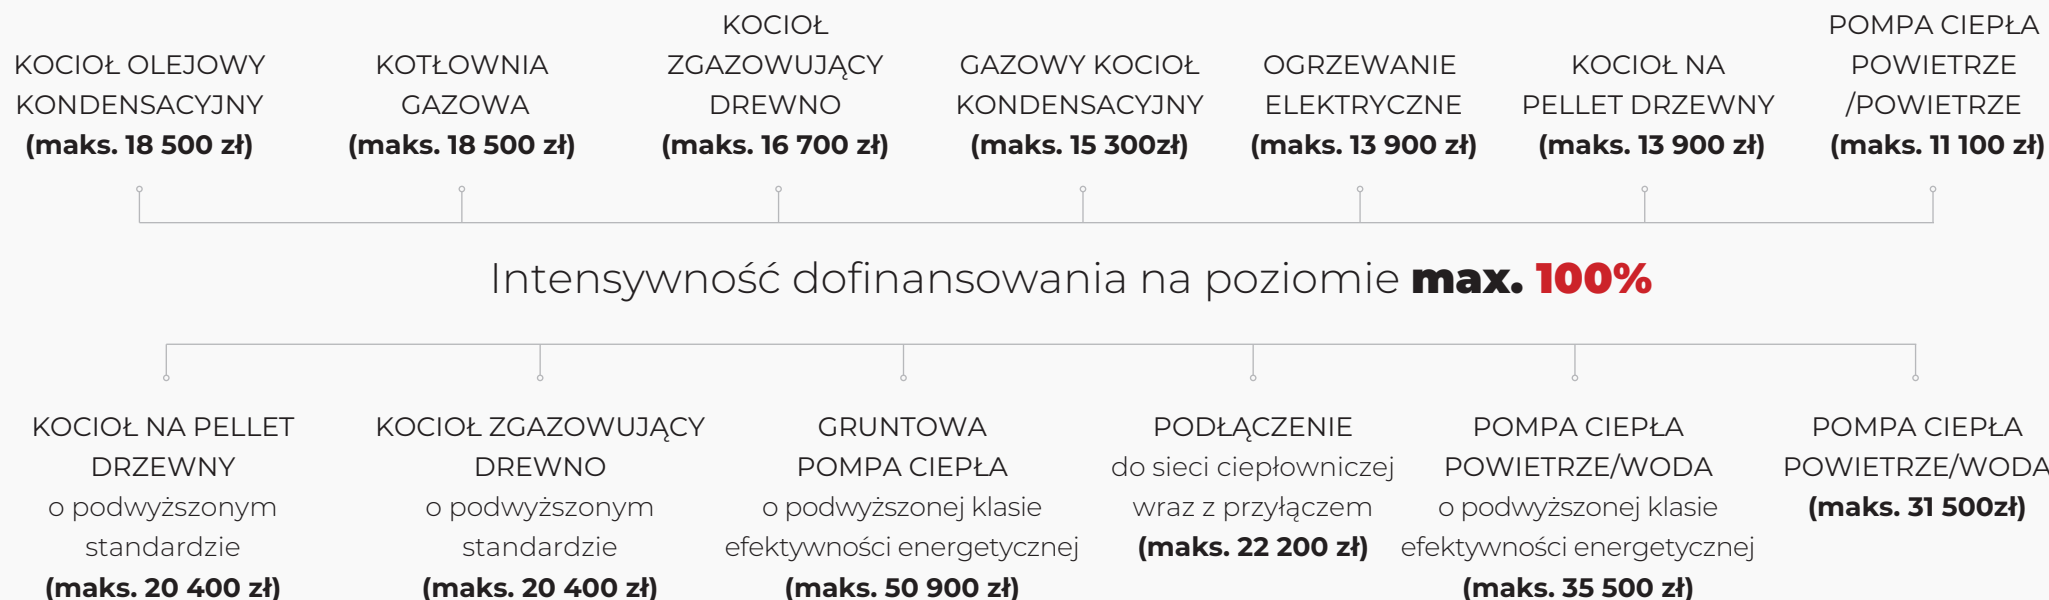 KOCIOŁ OLEJOWY
KONDENSACYJNY
(maks. 18 500 zł)
KOTŁOWNIA
GAZOWA
(maks. 18 500 zł)
KOCIOŁ
ZGAZOWUJĄCY
DREWNO
(maks. 16 700 zł)
GAZOWY KOCIOŁ
KONDENSACYJNY
(maks. 15 300zł)
OGRZEWANIE
ELEKTRYCZNE
(maks. 13 900 zł)
KOCIOŁ NA
PELLET DRZEWNY
(maks. 13 900 zł)
POMPA CIEPŁA
POWIETRZE
/POWIETRZE
(maks. 11 100 zł)
Intensywność dofinansowania na poziomie max. 100%
KOCIOŁ NA PELLET
DRZEWNY
o podwyższonym
standardzie
(maks. 20 400 zł)
KOCIOŁ ZGAZOWUJĄCY
DREWNO
o podwyższonym
standardzie
(maks. 20 400 zł)
GRUNTOWA
POMPA CIEPŁA
o podwyższonej klasie
efektywności energetycznej
(maks. 50 900 zł)
PODŁĄCZENIE
do sieci ciepłowniczej
wraz z przyłączem
(maks. 22 200 zł)
POMPA CIEPŁA
POWIETRZE/WODA
o podwyższonej klasie
efektywności energetycznej
(maks. 35 500 zł)
POMPA CIEPŁA
POWIETRZE/WODA
(maks. 31 500zł)